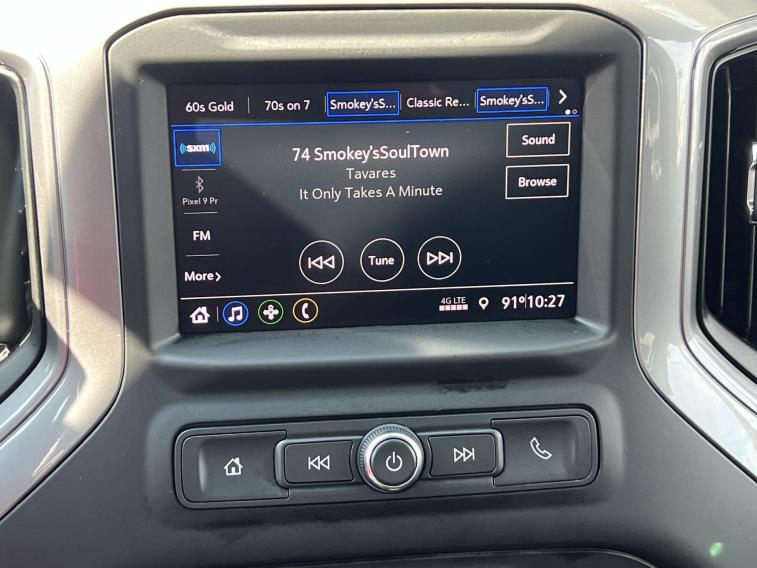 60s Gold 70s on 7 Smokey'sS... Classic Re... Smokey'sS...
((sxm))
74 Smokey'sSoulTown
Sound
Tavares
Browse
Pixel 9 Pr
It Only Takes A Minute
FM
Tune
More
4G LTE 91° 10:27